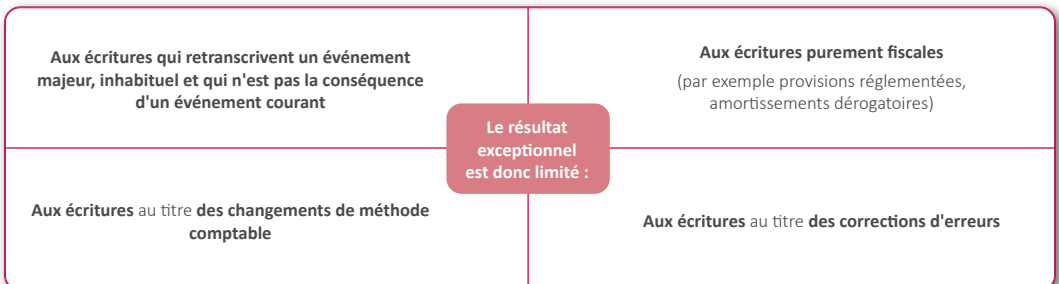 Aux écritures qui retranscrivent un événement
majeur, inhabituel et qui n'est pas la conséquence
d'un événement courant
Aux écritures purement fiscales
(par exemple provisions réglementées,
amortissements dérogatoires)
Le résultat
exceptionnel
est donc limité :
Aux écritures au titre des changements de méthode
comptable
Aux écritures au titre des corrections d'erreurs